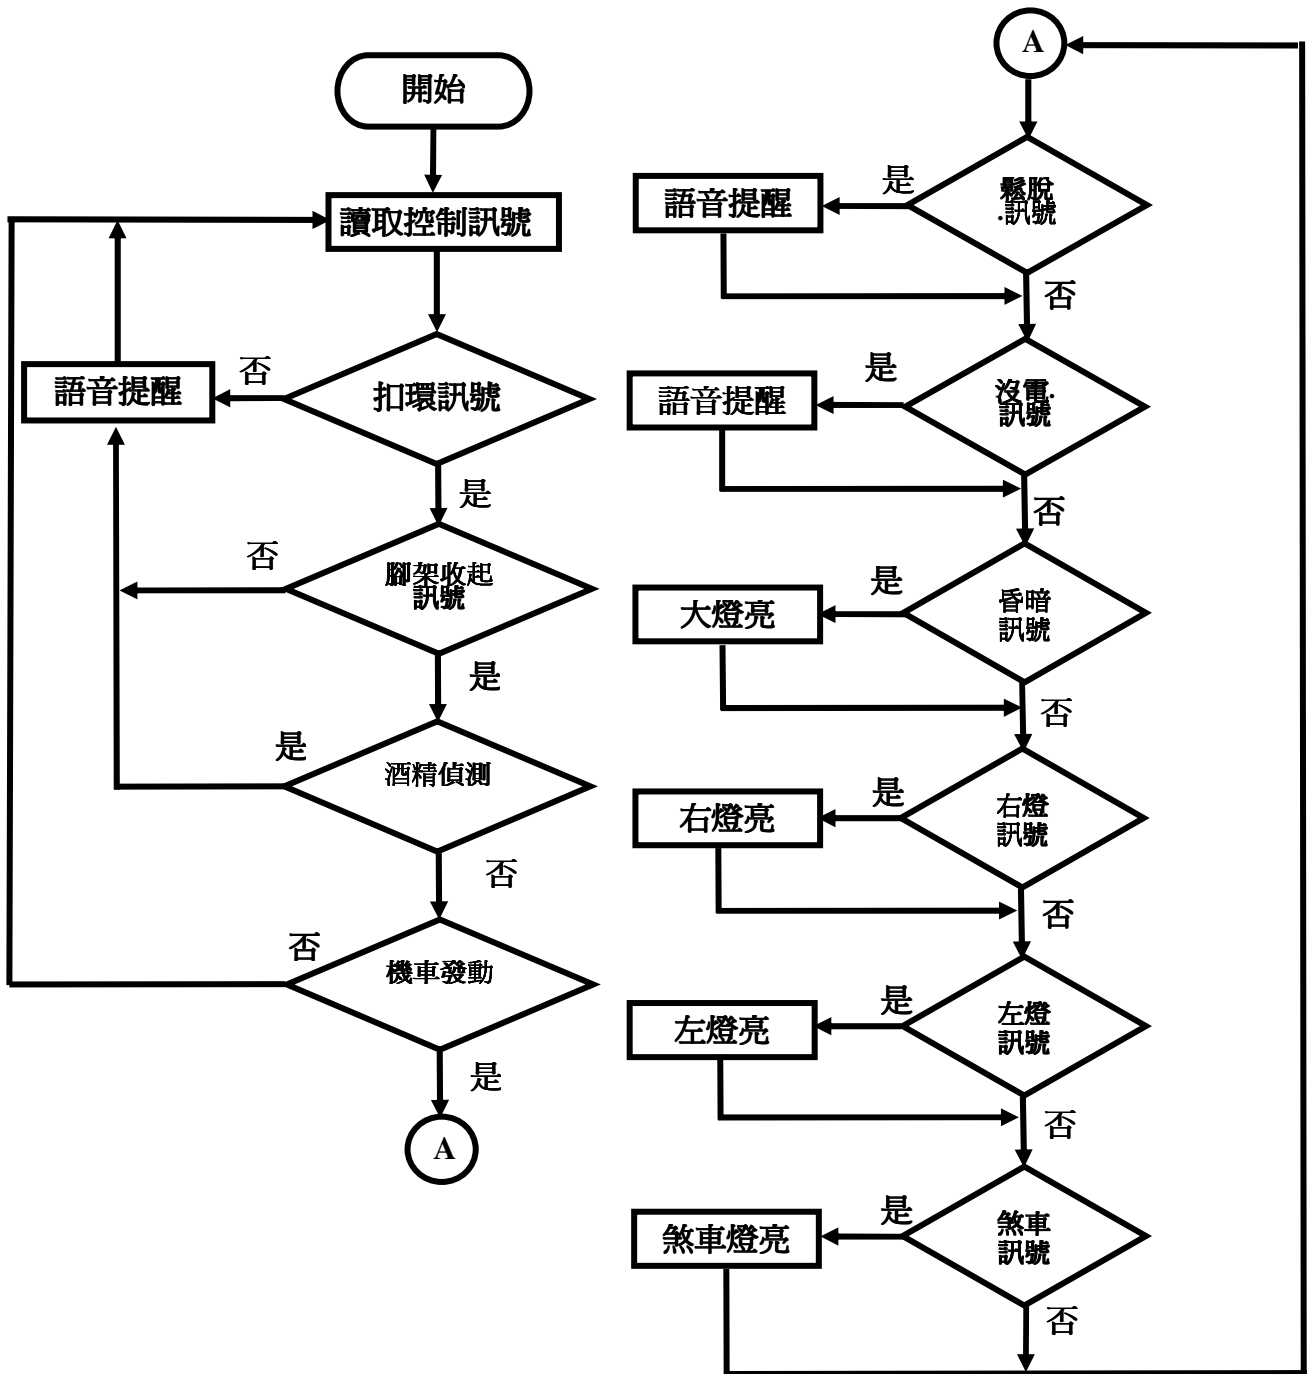 開始
讀取控制訊號
否
語音提醒
扣環訊號
是
否
腳架收起
訊號
是
是
酒精偵測
否
否
機車發動
是
A
A
是
語音提醒
鬆脫
.訊號
否
是
語音提醒
沒電.
訊號
否
是
大燈亮
昏暗
訊號
否
是
右燈亮
右燈
訊號
否
是
左燈亮
左燈
訊號
否
是
煞車燈亮
煞車
訊號
否